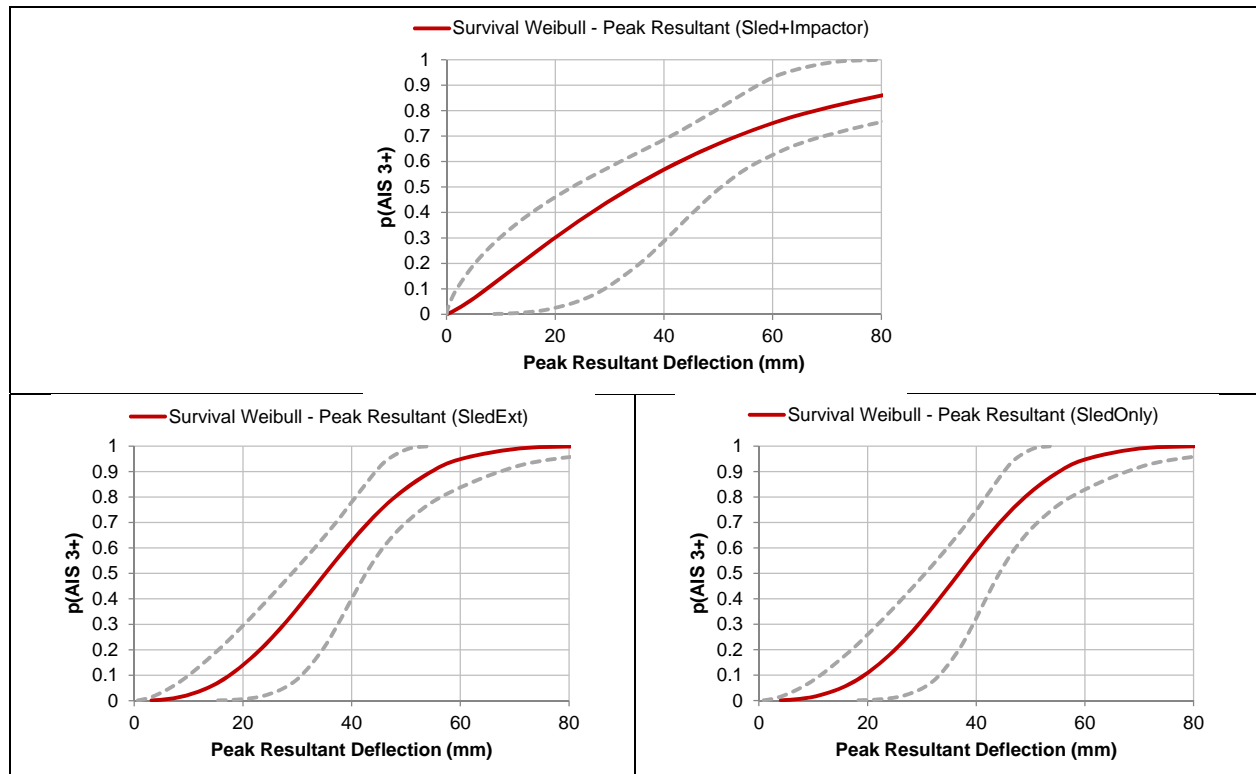 Survival Weibull - Peak Resultant (Sled+Impactor)
1
0.9
0.8
0.7
0.6
0.5
0.4
0.3
0.2
0.1
0
p(AIS 3+)
0 20 40 60 80
Peak Resultant Deflection (mm)
Survival Weibull - Peak Resultant (SledExt)
1
0.9
0.8
0.7
0.6
0.5
0.4
0.3
0.2
0.1
0
p(AIS 3+)
0 20 40 60 80
Peak Resultant Deflection (mm)
Survival Weibull - Peak Resultant (SledOnly)
1
0.9
0.8
0.7
0.6
0.5
0.4
0.3
0.2
0.1
0
p(AIS 3+)
0 20 40 60 80
Peak Resultant Deflection (mm)